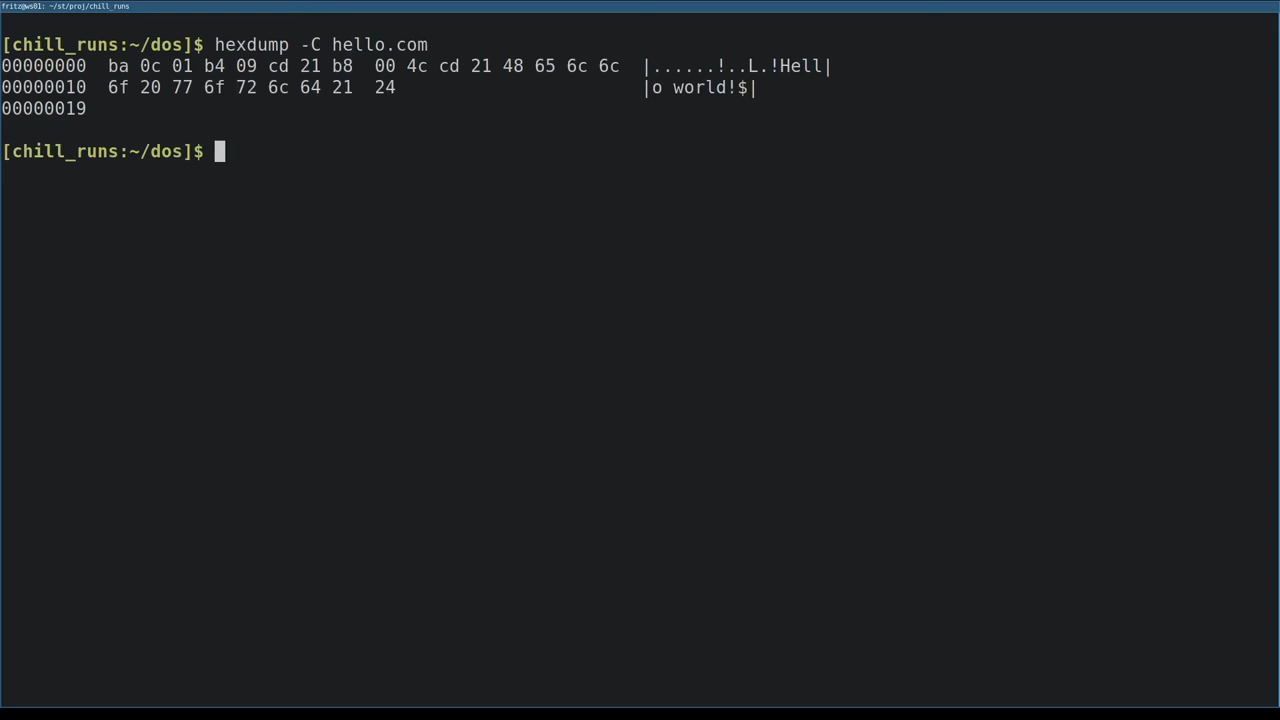 fritz@ws01: ~/st/proj/chill_runs
[chill_runs:~/dos]$ hexdump -C hello.com
00000000  ba 0c 01 b4 09 cd 21 b8  00 4c cd 21 48 65 6c 6c  |......!..L.!Hell|
00000010  6f 20 77 6f 72 6c 64 21  24                       |o world!$|
00000019
[chill_runs:~/dos]$